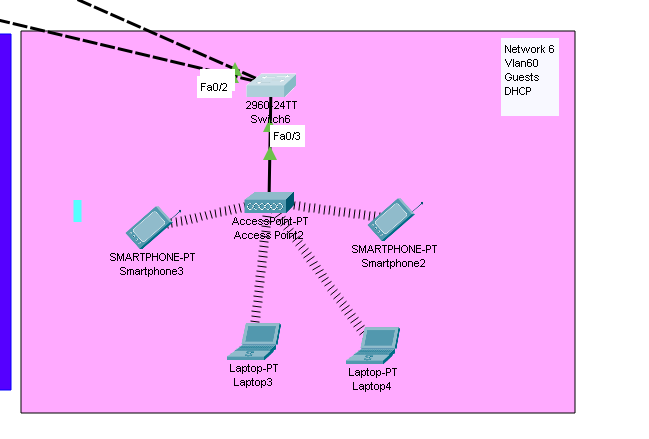 Network 6
Vlan60
Guests
DHCP
Fa0/2
2960-24TT
Switch6
Fa0/3
AccessPoint-PT
Access Point2
SMARTPHONE-PT
Smartphone3
SMARTPHONE-PT
Smartphone2
Laptop-PT
Laptop3
Laptop-PT
Laptop4